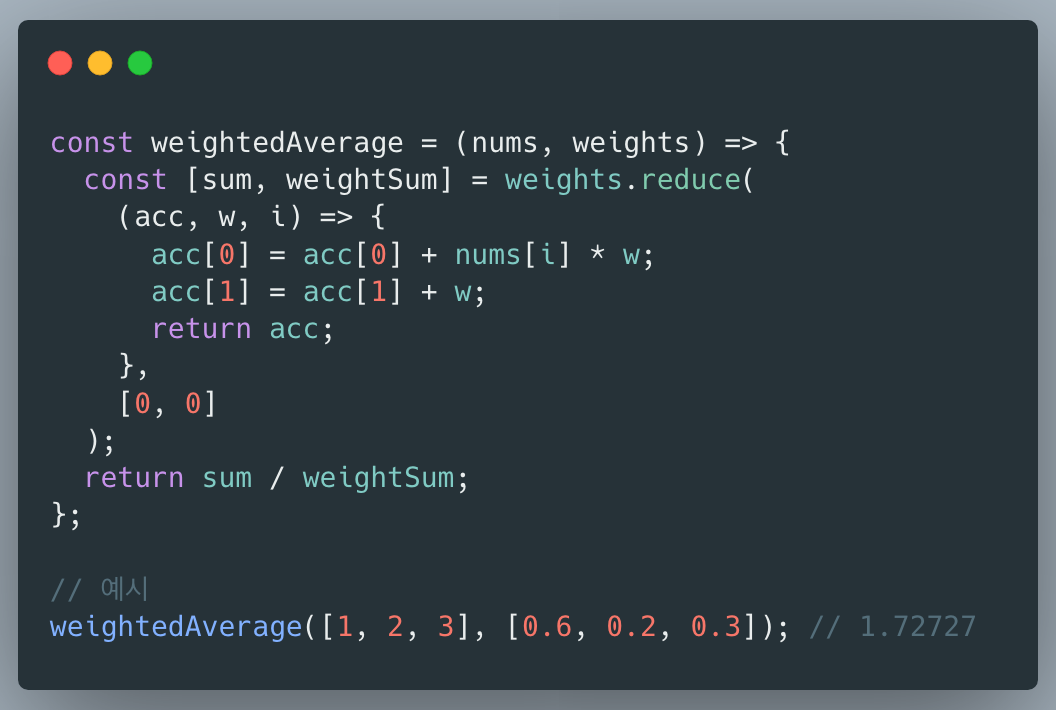 const weightedAverage = (nums, weights) => {
  const [sum, weightSum] = weights.reduce(
    (acc, w, i) => {
      acc[0] = acc[0] + nums[i] * w;
      acc[1] = acc[1] + w;
      return acc;
    },
    [0, 0]
  );
  return sum / weightSum;
};

// 예시
weightedAverage([1, 2, 3], [0.6, 0.2, 0.3]); // 1.72727